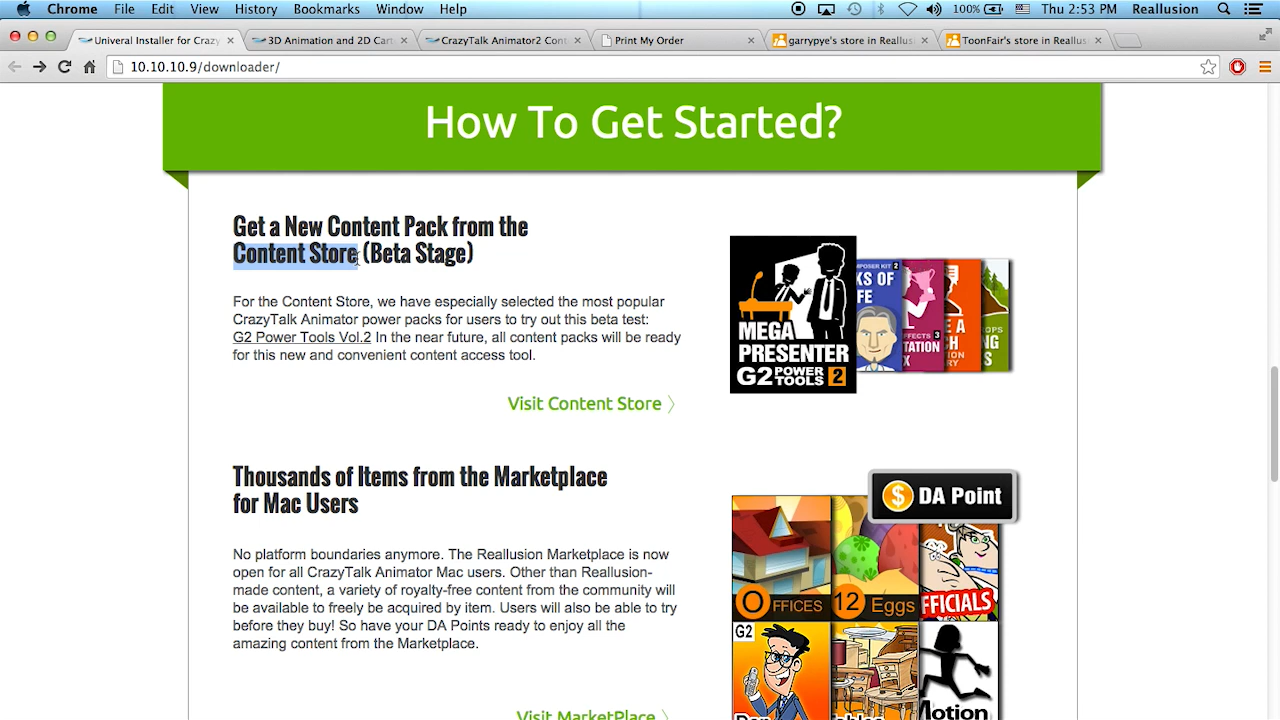 Chrome File Edit View History Bookmarks Window Help 100% Thu 2:53 PM Reallusion
Univeral Installer for Crazy
3D Animation and 2D Cart
CrazyTalk Animator2 Cont
Print My Order
garrypye's store in Reallus
ToonFair's store in Reallus
10.10.10.9/downloader/
How To Get Started?
Get a New Content Pack from the
Content Store (Beta Stage)
For the Content Store, we have especially selected the most popular
CrazyTalk Animator power packs for users to try out this beta test:
G2 Power Tools Vol.2 In the near future, all content packs will be ready
for this new and convenient content access tool.
Visit Content Store
MEGA
PRESENTER
G2 POWER TOOLS 2
Thousands of Items from the Marketplace
for Mac Users
No platform boundaries anymore. The Reallusion Marketplace is now
open for all CrazyTalk Animator Mac users. Other than Reallusion-
made content, a variety of royalty-free content from the community will
be available to freely be acquired by item. Users will also be able to try
before they buy! So have your DA Points ready to enjoy all the
amazing content from the Marketplace.
Visit MarketPlace
$ DA Point
OFFICES
12 Eggs
FFICIALS
G2
Motion